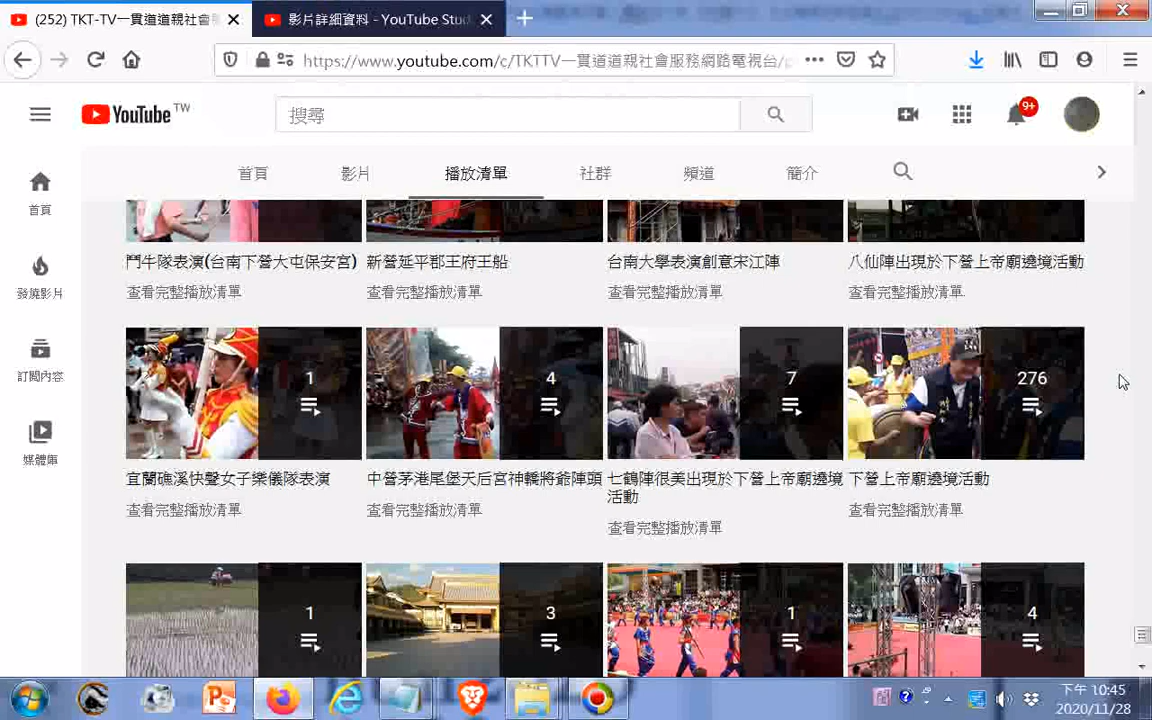 (252) TKT-TV一貫道道親社會
影片詳細資料 - YouTube Stud
https://www.youtube.com/c/TKTTV一貫道道親社會服務網路電視台/p
YouTube TW
搜尋
9+
首頁 影片 播放清單 社群 頻道 簡介
首頁
發燒影片
訂閱內容
媒體庫
鬥牛隊表演(台南下營大屯保安宮) 新營延平郡王府王船 台南大學表演創意宋江陣 八仙陣出現於下營上帝廟遶境活動
查看完整播放清單 查看完整播放清單 查看完整播放清單 查看完整播放清單
1 4 7 276
宜蘭礁溪快聲女子樂儀隊表演 中營茅港尾堡天后宮神轎將爺陣頭 七鶴陣很美出現於下營上帝廟遶境 下營上帝廟遶境活動
活動
查看完整播放清單 查看完整播放清單 查看完整播放清單 查看完整播放清單
1 3 1 4
下午 10:45
2020/11/28